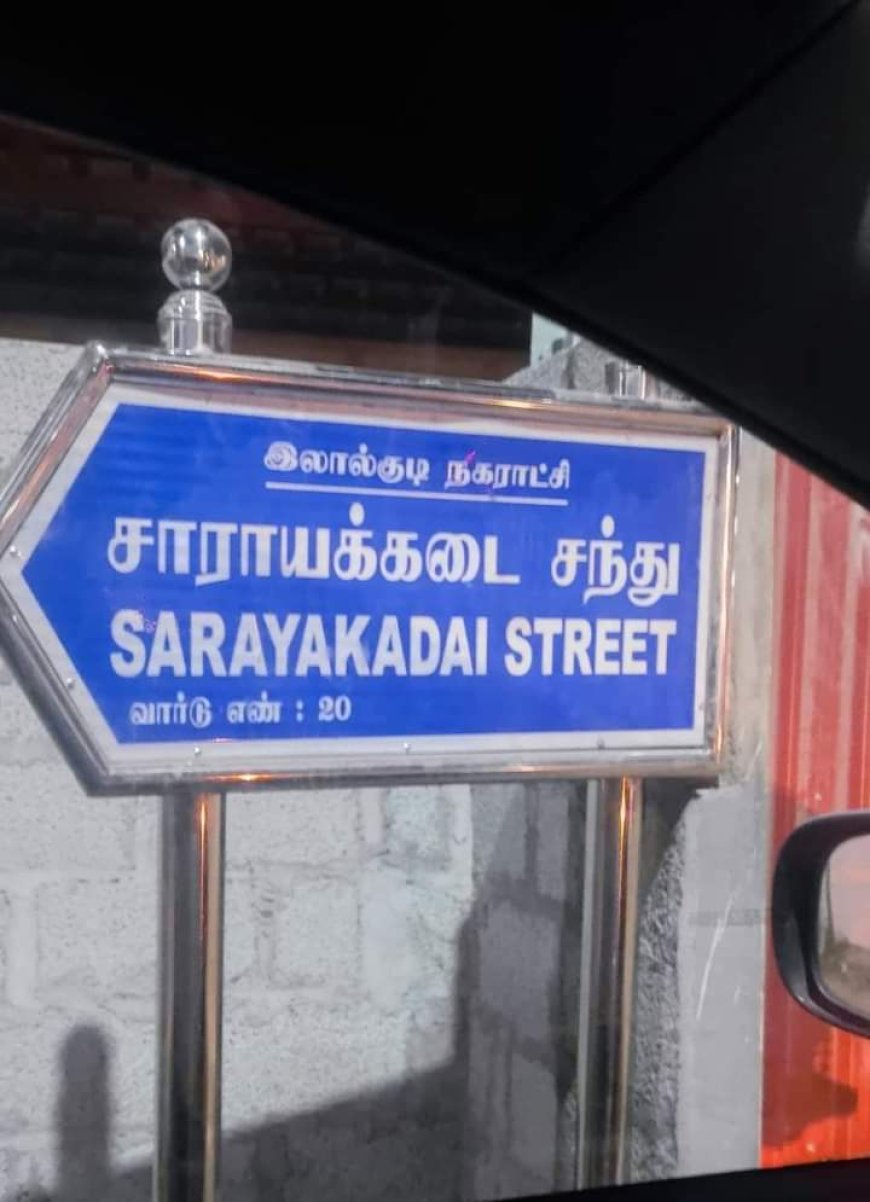 இலால்குடி நகராட்சி
சாராயக்கடை சந்து
SARAYAKADAI STREET
வார்டு எண் : 20